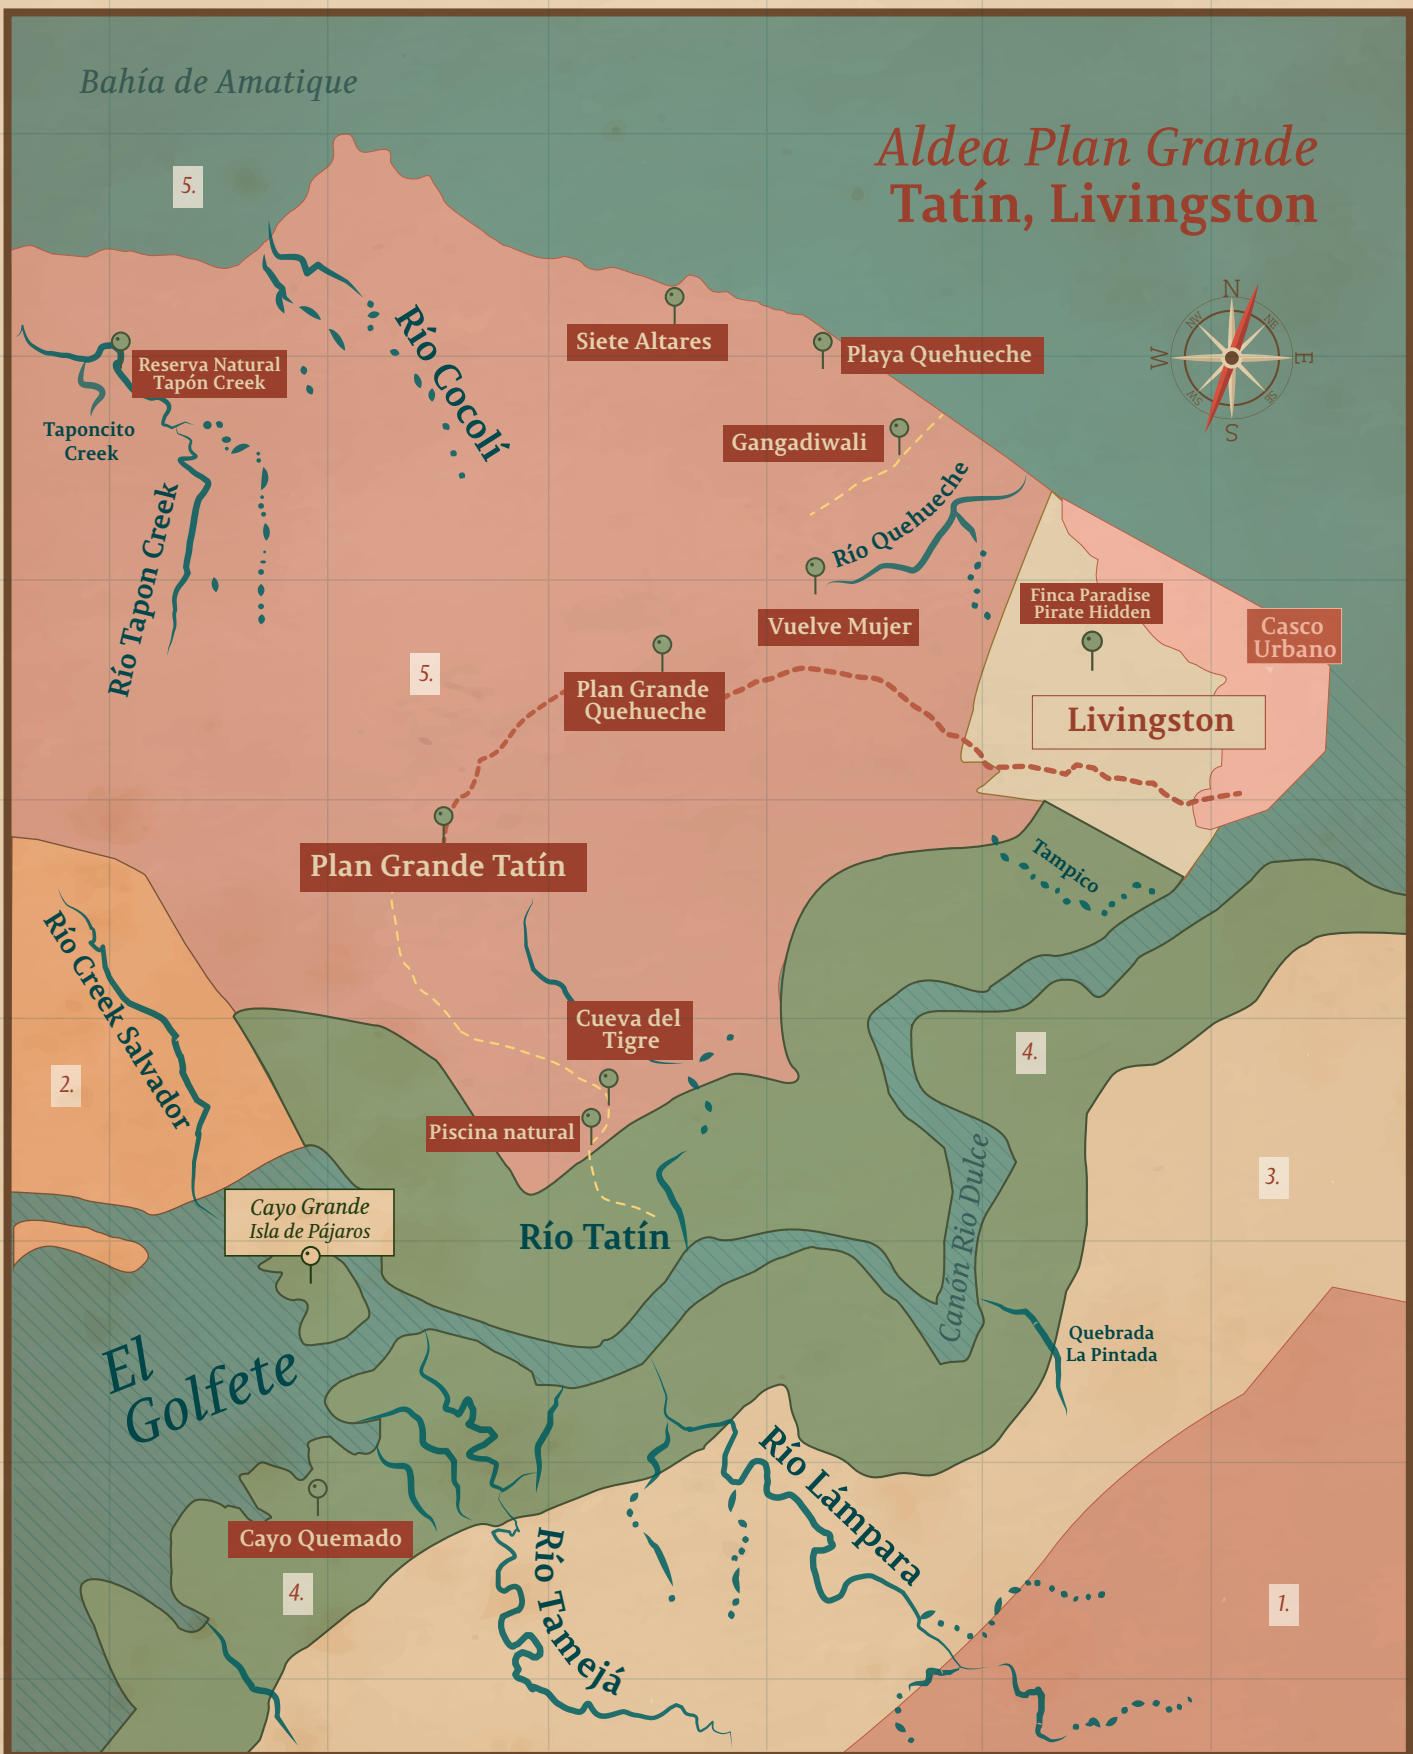 Bahía de Amatique
Aldea Plan Grande
Tatín, Livingston
5.
N
NW
NE
W
E
SW
SE
S
Río Cocolí
Siete Altares
Playa Quehueche
Reserva Natural
Tapón Creek
Taponcito
Creek
Gangadiwali
Río Quehueche
Río Tapon Creek
Vuelve Mujer
Finca Paradise
Pirate Hidden
Casco
Urbano
5.
Plan Grande
Quehueche
Livingston
Plan Grande Tatín
Tampico
Río Creek Salvador
Cueva del
Tigre
4.
2.
Piscina natural
Cañón Rio Dulce
3.
Cayo Grande
Isla de Pájaros
Río Tatín
Quebrada
La Pintada
El
Golfete
Río Lámpara
Cayo Quemado
Río Tamejá
4.
1.